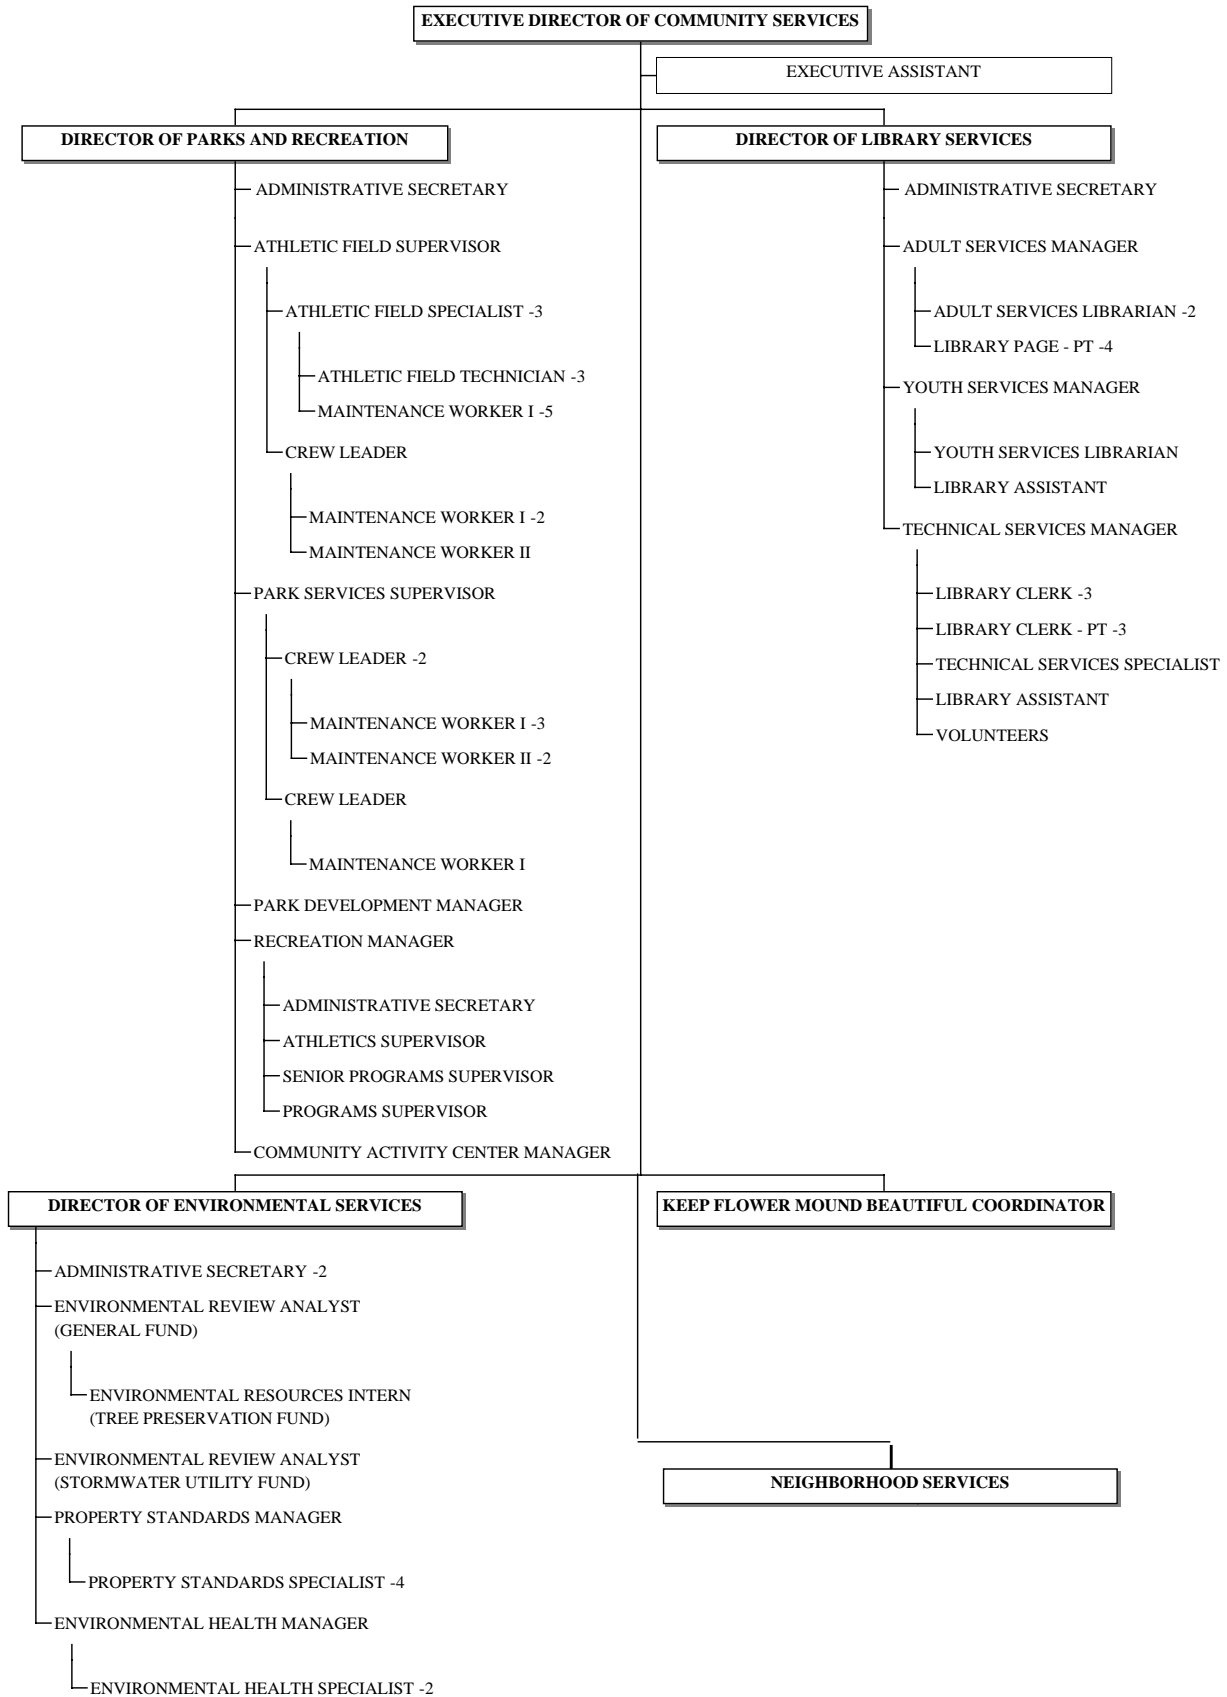 EXECUTIVE DIRECTOR OF COMMUNITY SERVICES
EXECUTIVE ASSISTANT
DIRECTOR OF PARKS AND RECREATION
ADMINISTRATIVE SECRETARY
ATHLETIC FIELD SUPERVISOR
ATHLETIC FIELD SPECIALIST -3
ATHLETIC FIELD TECHNICIAN -3
MAINTENANCE WORKER I -5
CREW LEADER
MAINTENANCE WORKER I -2
MAINTENANCE WORKER II
PARK SERVICES SUPERVISOR
CREW LEADER -2
MAINTENANCE WORKER I -3
MAINTENANCE WORKER II -2
CREW LEADER
MAINTENANCE WORKER I
PARK DEVELOPMENT MANAGER
RECREATION MANAGER
ADMINISTRATIVE SECRETARY
ATHLETICS SUPERVISOR
SENIOR PROGRAMS SUPERVISOR
PROGRAMS SUPERVISOR
COMMUNITY ACTIVITY CENTER MANAGER
DIRECTOR OF LIBRARY SERVICES
ADMINISTRATIVE SECRETARY
ADULT SERVICES MANAGER
ADULT SERVICES LIBRARIAN -2
LIBRARY PAGE - PT -4
YOUTH SERVICES MANAGER
YOUTH SERVICES LIBRARIAN
LIBRARY ASSISTANT
TECHNICAL SERVICES MANAGER
LIBRARY CLERK -3
LIBRARY CLERK - PT -3
TECHNICAL SERVICES SPECIALIST
LIBRARY ASSISTANT
VOLUNTEERS
DIRECTOR OF ENVIRONMENTAL SERVICES
ADMINISTRATIVE SECRETARY -2
ENVIRONMENTAL REVIEW ANALYST
(GENERAL FUND)
ENVIRONMENTAL RESOURCES INTERN
(TREE PRESERVATION FUND)
ENVIRONMENTAL REVIEW ANALYST
(STORMWATER UTILITY FUND)
PROPERTY STANDARDS MANAGER
PROPERTY STANDARDS SPECIALIST -4
ENVIRONMENTAL HEALTH MANAGER
ENVIRONMENTAL HEALTH SPECIALIST -2
KEEP FLOWER MOUND BEAUTIFUL COORDINATOR
NEIGHBORHOOD SERVICES